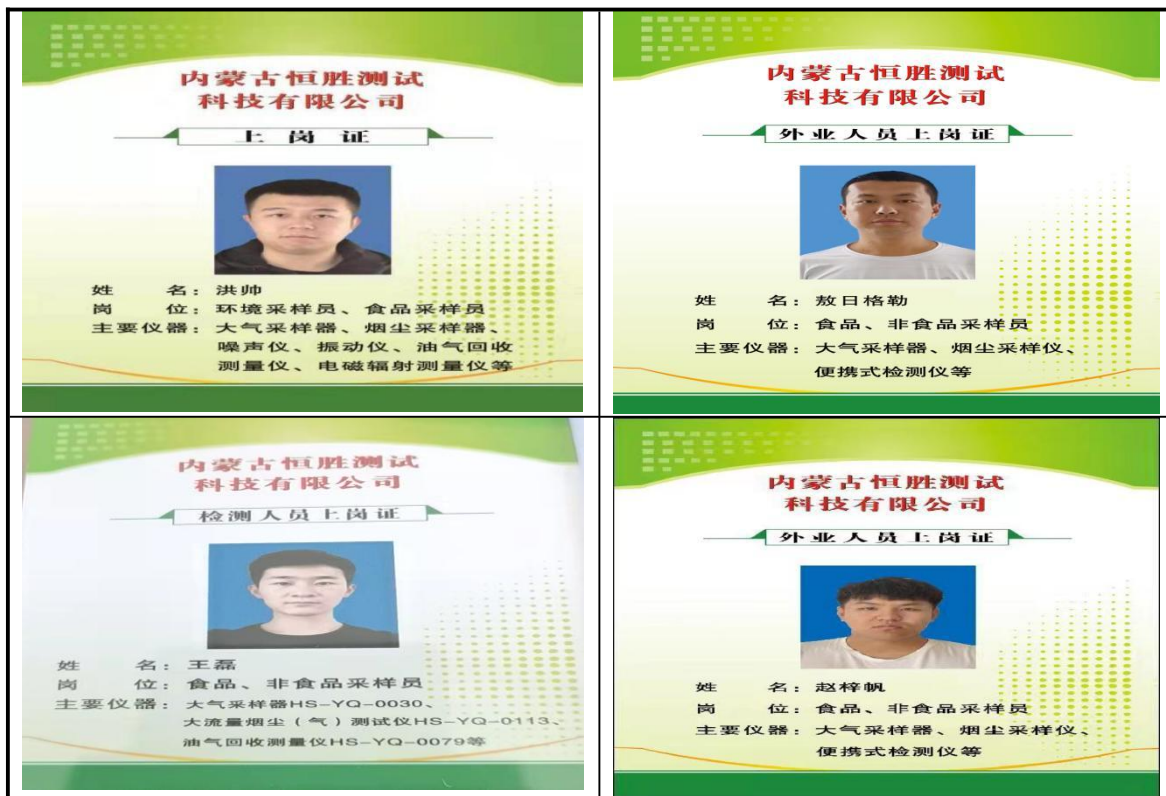 内蒙古恒胜测试
科技有限公司
上岗证
姓 名：洪帅
岗 位：环境采样员、食品采样员
主要仪器：大气采样器、烟尘采样器、
噪声仪、振动仪、油气回收
测量仪、电磁辐射测量仪等
内蒙古恒胜测试
科技有限公司
外业人员上岗证
姓 名：敖日格勒
岗 位：食品、非食品采样员
主要仪器：大气采样器、烟尘采样仪、
便携式检测仪等
内蒙古恒胜测试
科技有限公司
检测人员上岗证
姓 名：王磊
岗 位：食品、非食品采样员
主要仪器：大气采样器HS-YQ-0030、
大流量烟尘（气）测试仪HS-YQ-0113、
油气回收测量仪HS-YQ-0079等
内蒙古恒胜测试
科技有限公司
外业人员上岗证
姓 名：赵梓帆
岗 位：食品、非食品采样员
主要仪器：大气采样器、烟尘采样仪、
便携式检测仪等